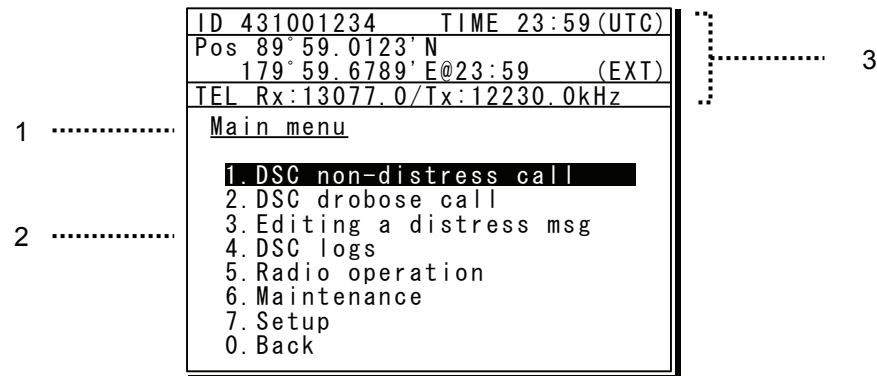 ID 431001234 TIME 23:59(UTC)
Pos 89°59.0123'N
179°59.6789'E@23:59 (EXT)
TEL Rx:13077.0/Tx:12230.0kHz
3
1
Main menu
1.DSC non-distress call
2.DSC drobose call
3.Editing a distress msg
2
4.DSC logs
5.Radio operation
6.Maintenance
7.Setup
0.Back